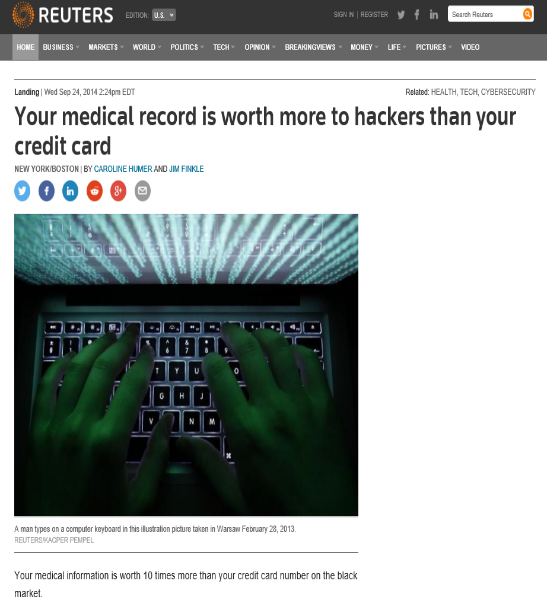 REUTERS EDITION: U.S. SIGN IN | REGISTER Search Reuters
HOME BUSINESS MARKETS WORLD POLITICS TECH OPINION BREAKINGVIEWS MONEY LIFE PICTURES VIDEO
Landing | Wed Sep 24, 2014 2:24pm EDT Related: HEALTH, TECH, CYBERSECURITY
Your medical record is worth more to hackers than your
credit card
NEW YORK/BOSTON | BY CAROLINE HUMER AND JIM FINKLE
6 7 8
T Y U
G H J
V N M
A man types on a computer keyboard in this illustration picture taken in Warsaw February 28, 2013.
REUTERS/KACPER PEMPEL
Your medical information is worth 10 times more than your credit card number on the black
market.